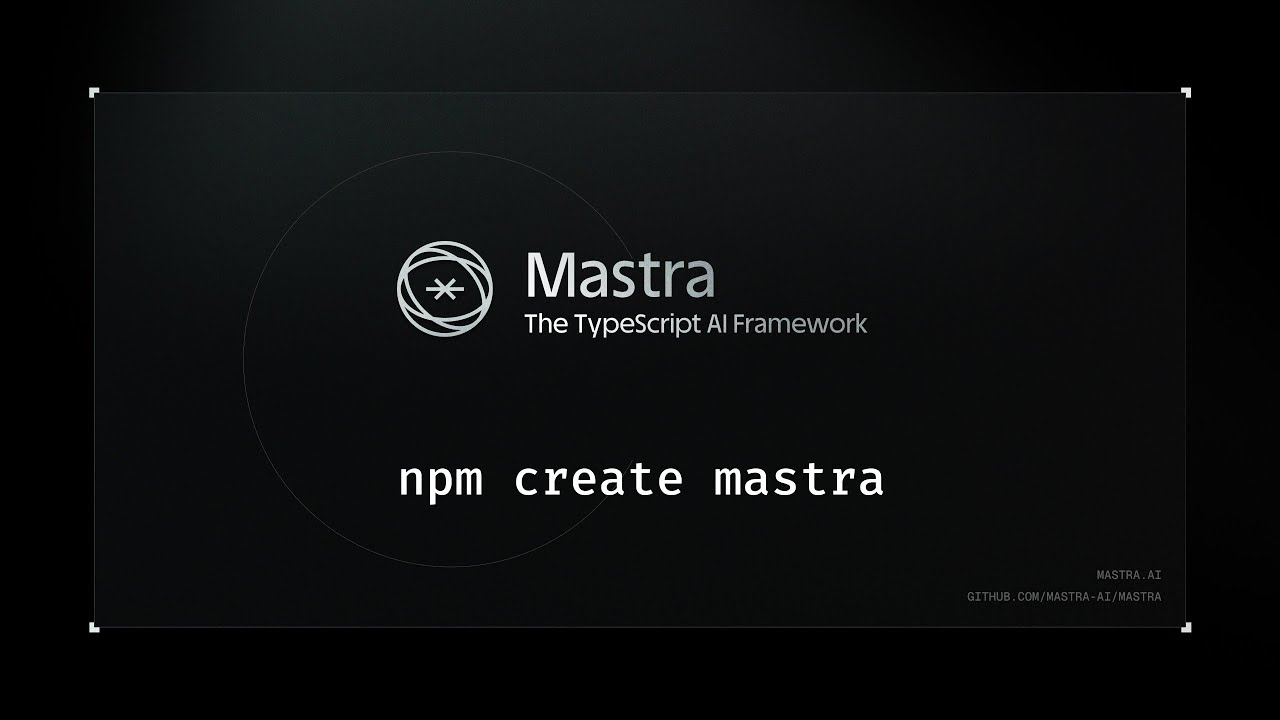 Mastra
The TypeScript AI Framework
npm create mastra
MASTRA.AI
GITHUB.COM/MASTRA-AI/MASTRA